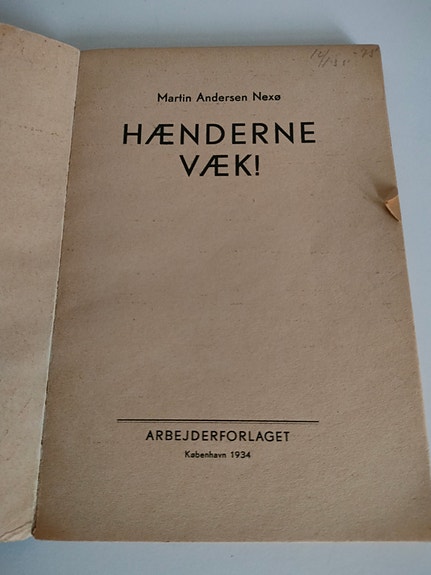 Martin Andersen Nexø
HÆNDERNE
VÆK!
ARBEJDERFORLAGET
København 1934